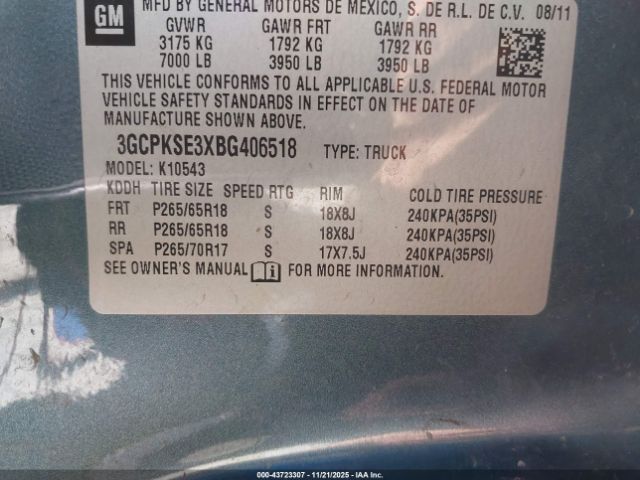 GM
MFD BY GENERAL MOTORS DE MEXICO, S. DE R.L. DE C.V. 08/11
GVWR GAWR FRT GAWR RR
3175 KG 1792 KG 1792 KG
7000 LB 3950 LB 3950 LB
THIS VEHICLE CONFORMS TO ALL APPLICABLE U.S. FEDERAL MOTOR
VEHICLE SAFETY STANDARDS IN EFFECT ON THE DATE OF
MANUFACTURE SHOWN ABOVE.
3GCPKSE3XBG406518 TYPE: TRUCK
MODEL: K10543
KDDH TIRE SIZE SPEED RTG RIM COLD TIRE PRESSURE
FRT P265/65R18 S 18X8J 240KPA(35PSI)
RR P265/65R18 S 18X8J 240KPA(35PSI)
SPA P265/70R17 S 17X7.5J 240KPA(35PSI)
SEE OWNER'S MANUAL FOR MORE INFORMATION.
000-43723307 - 11/21/2025 - IAA Inc.